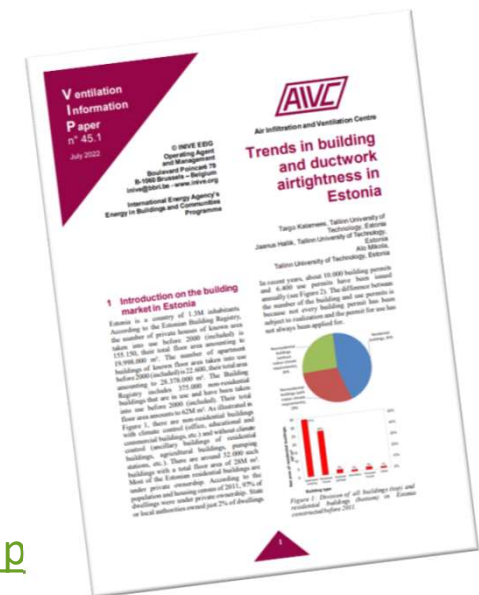 Ventilation
Information
Paper
n° 45.1
July 2022
© INIVE EEIG
Operating Agent
and Management
Boulevard Poincaré 79
B-1060 Brussels – Belgium
inive@bbri.be - www.inive.org
International Energy Agency's
Energy in Buildings and Communities
Programme
AIVC
Air Infiltration and Ventilation Centre
Trends in building
and ductwork
airtightness in
Estonia
Targo Kalamees, Tallinn University of
Technology, Estonia
Jaanus Hallik, Tallinn University of Technology,
Estonia
Alo Mikola,
Tallinn University of Technology, Estonia
1 Introduction on the building
market in Estonia
Estonia is a country of 1.3M inhabitants.
According to the Estonian Building Registry,
the number of private houses of known area
taken into use before 2000 (included) is
155.150, their total floor area amounting to
19.998.000 m². The number of apartment
buildings of known floor area taken into use
before 2000 (included) is 22.600, their total area
amounting to 28.378.000 m². The Building
Registry includes 375.000 non-residential
buildings that are in use and have been taken
into use before 2000 (included). Their total
floor area amounts to 62M m². As illustrated in
Figure 1, there are non-residential buildings
with climate control (office, educational and
commercial buildings, etc.) and without climate
control (ancillary buildings of residential
buildings, agricultural buildings, pumping
stations, etc.). There are around 32.000 such
buildings with a total floor area of 28M m².
Most of the Estonian residential buildings are
under private ownership. According to the
population and housing census of 2011, 97% of
dwellings were under private ownership. State
or local authorities owned just 2% of dwellings.
In recent years, about 10.000 building permits
and 6.400 use permits have been issued
annually (see Figure 2). The difference between
the number of the building and use permits is
because not every building permit has been
subject to realization and the permit for use has
not always been applied for.
Building type
Figure 1: Division of all buildings (top) and
residential buildings (bottom) in Estonia
constructed before 2011.
1
p